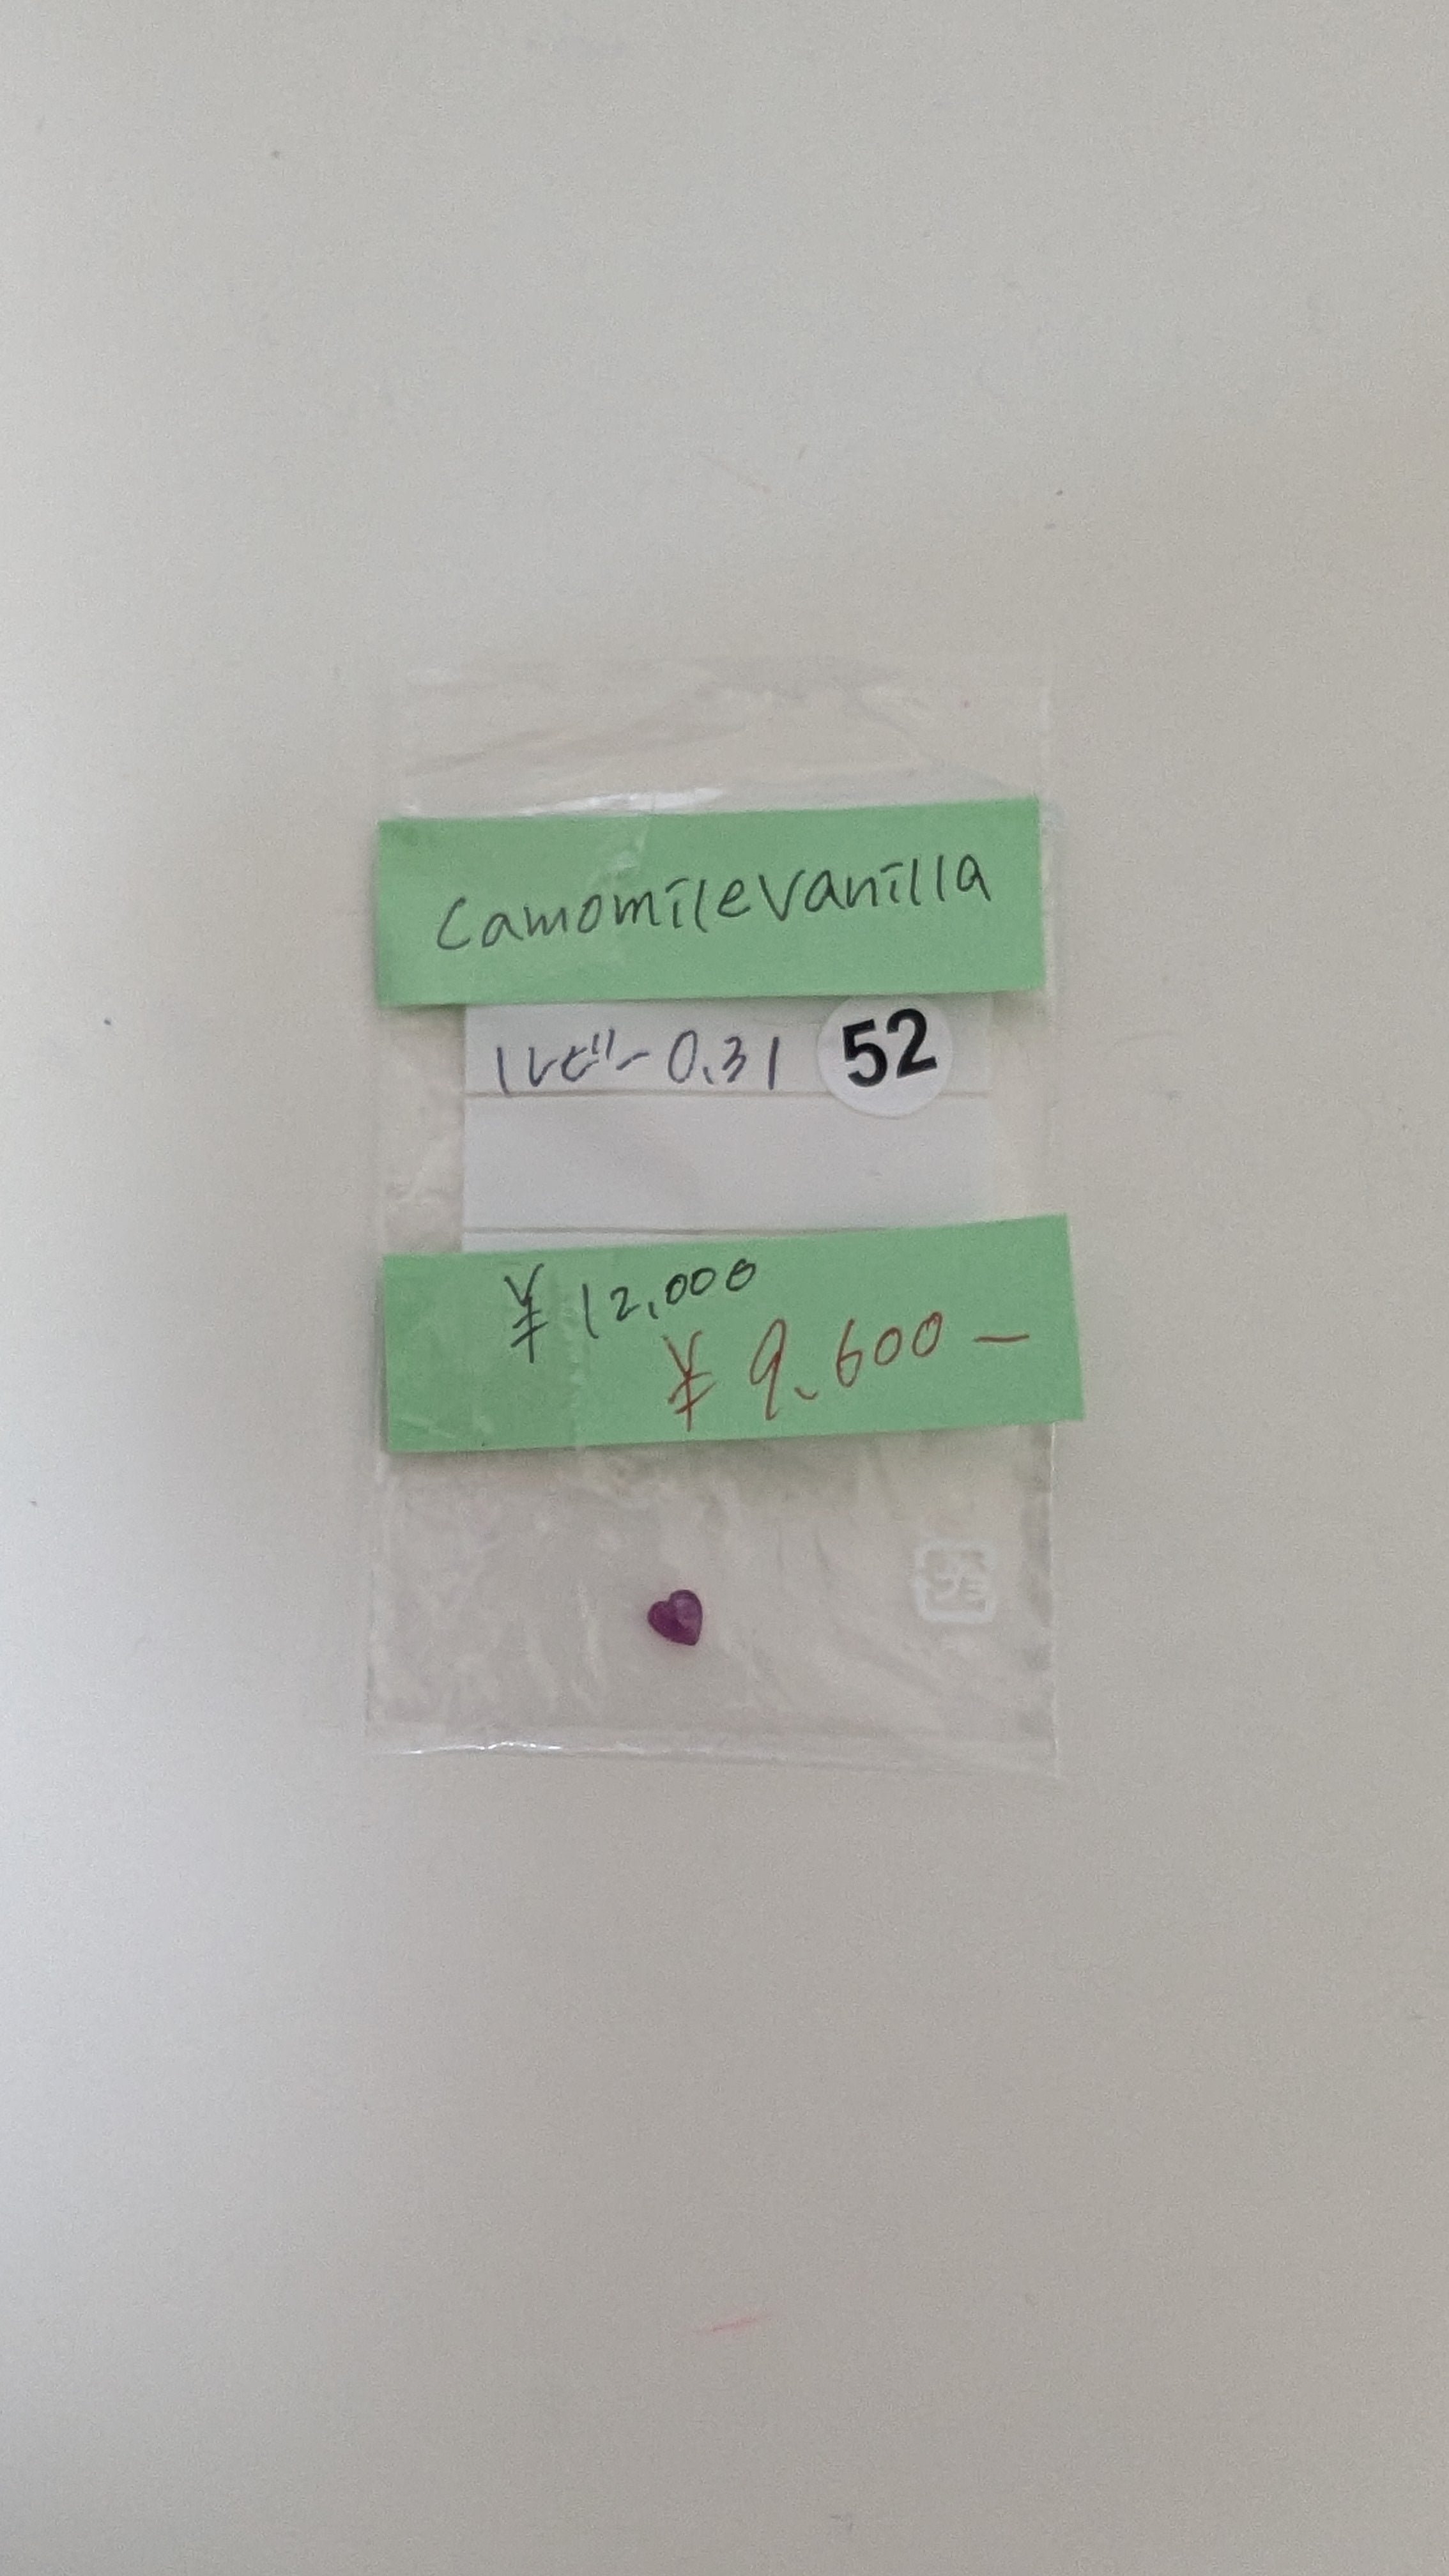 Camomilevanilla
ルビー 0.31 52
¥12,000
¥9,600-